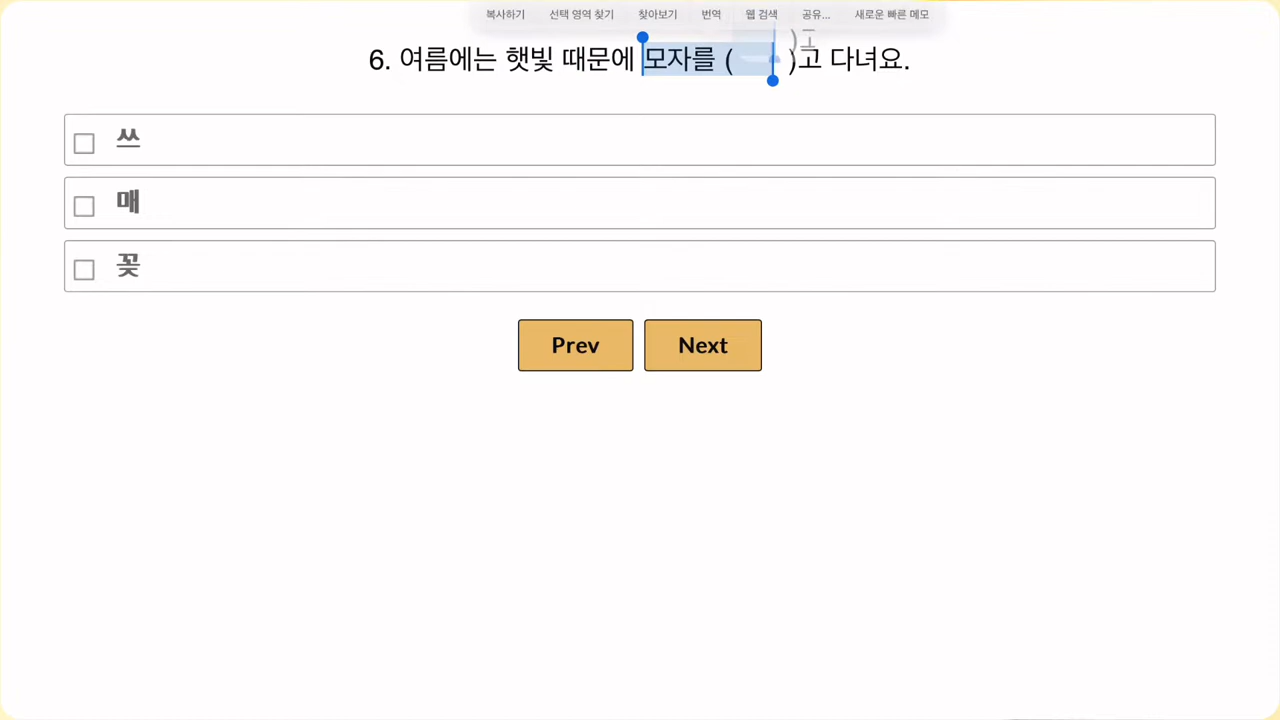 복사하기 선택 영역 찾기 찾아보기 번역 웹 검색 공유... 새로운 빠른 메모
)고
6. 여름에는 햇빛 때문에 모자를 ( )고 다녀요.
쓰
매
꽂
Prev Next